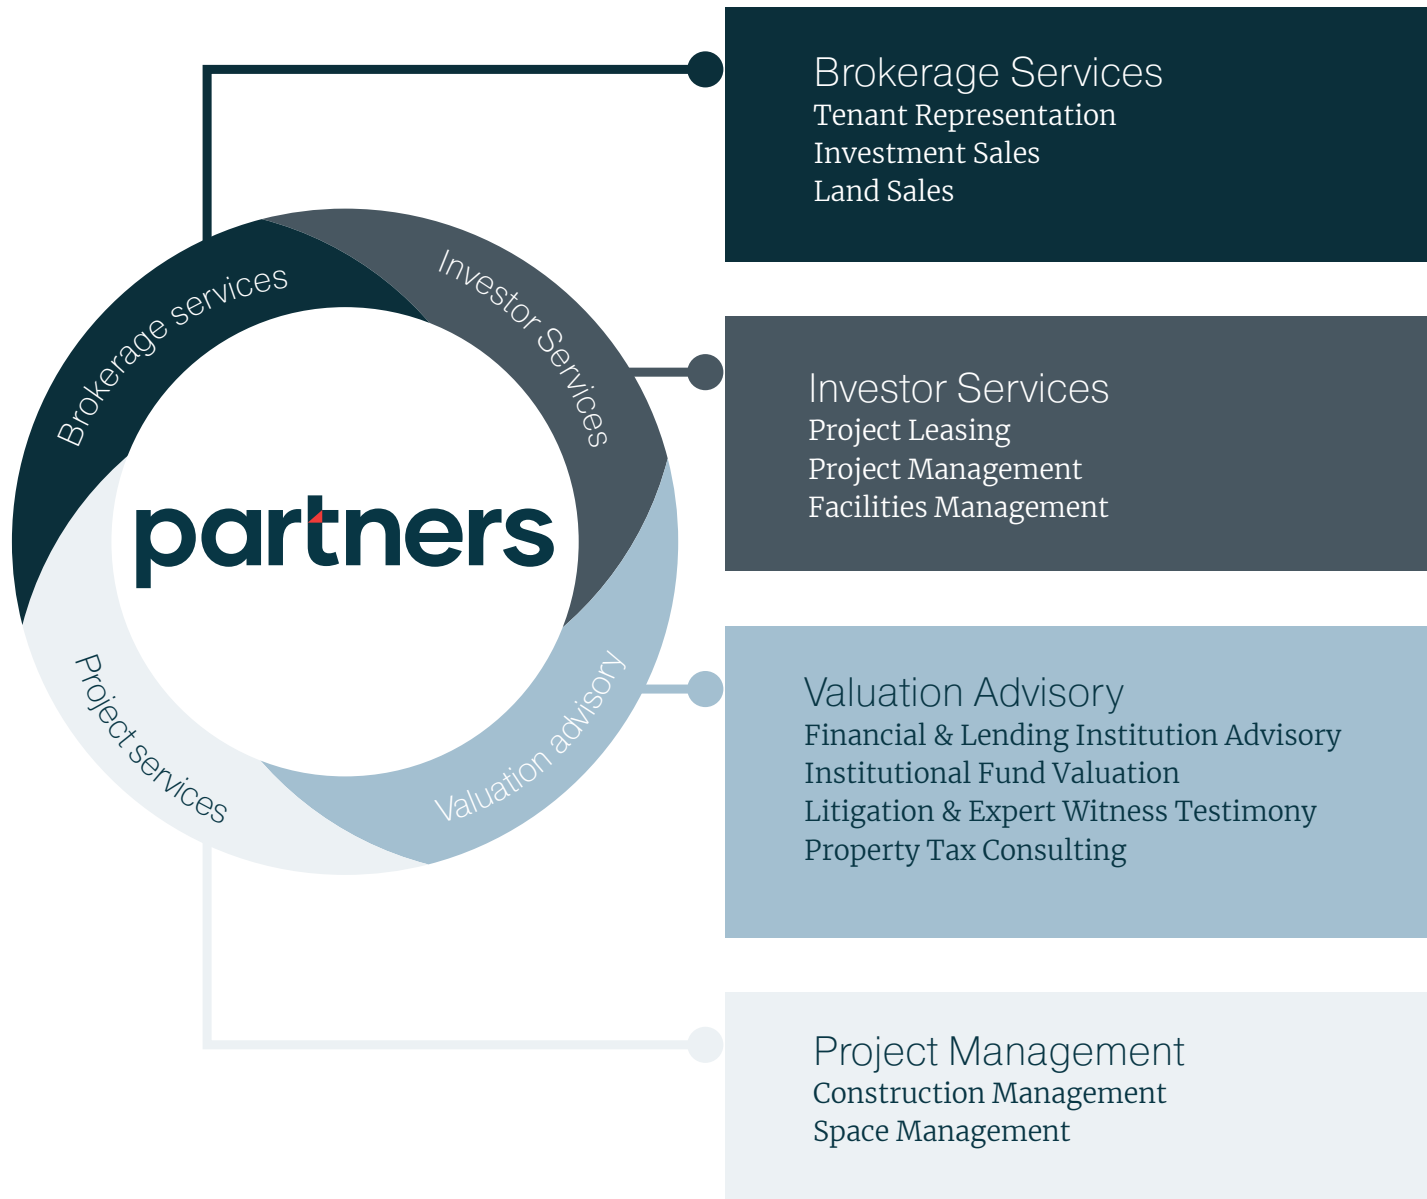 Brokerage Services
Tenant Representation
Investment Sales
Land Sales
Brokerage services
Investor Services
Investor Services
Project Leasing
Project Management
Facilities Management
partners
Valuation Advisory
Financial & Lending Institution Advisory
Institutional Fund Valuation
Litigation & Expert Witness Testimony
Property Tax Consulting
Project services
Valuation advisory
Project Management
Construction Management
Space Management